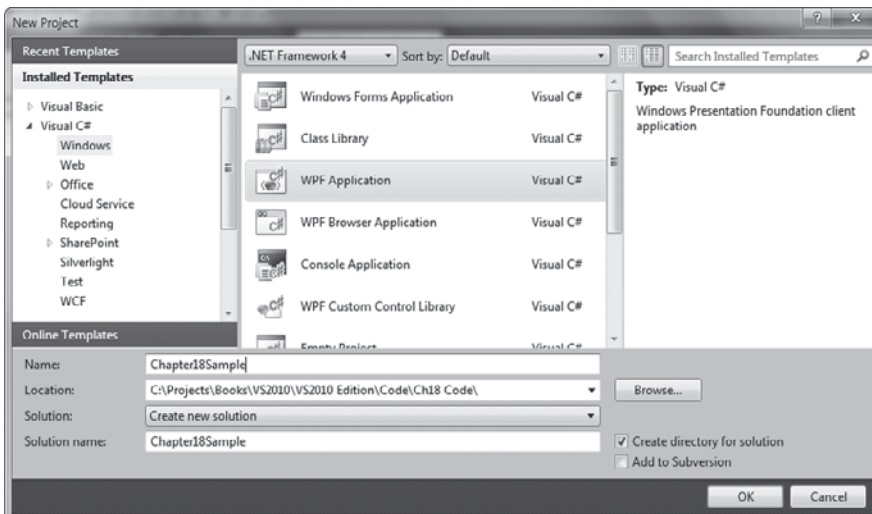 New Project
Recent Templates
.NET Framework 4
Sort by: Default
Search Installed Templates
Installed Templates
Visual Basic
Visual C#
Windows
Web
Office
Cloud Service
Reporting
SharePoint
Silverlight
Test
WCF
Online Templates
Windows Forms Application Visual C#
Class Library Visual C#
WPF Application Visual C#
WPF Browser Application Visual C#
Console Application Visual C#
WPF Custom Control Library Visual C#
Empty Project Visual C#
Type: Visual C#
Windows Presentation Foundation client
application
Name: Chapter18Sample
Location: C:\Projects\Books\VS2010\VS2010 Edition\Code\Ch18 Code\
Browse...
Solution: Create new solution
Solution name: Chapter18Sample
Create directory for solution
Add to Subversion
OK Cancel